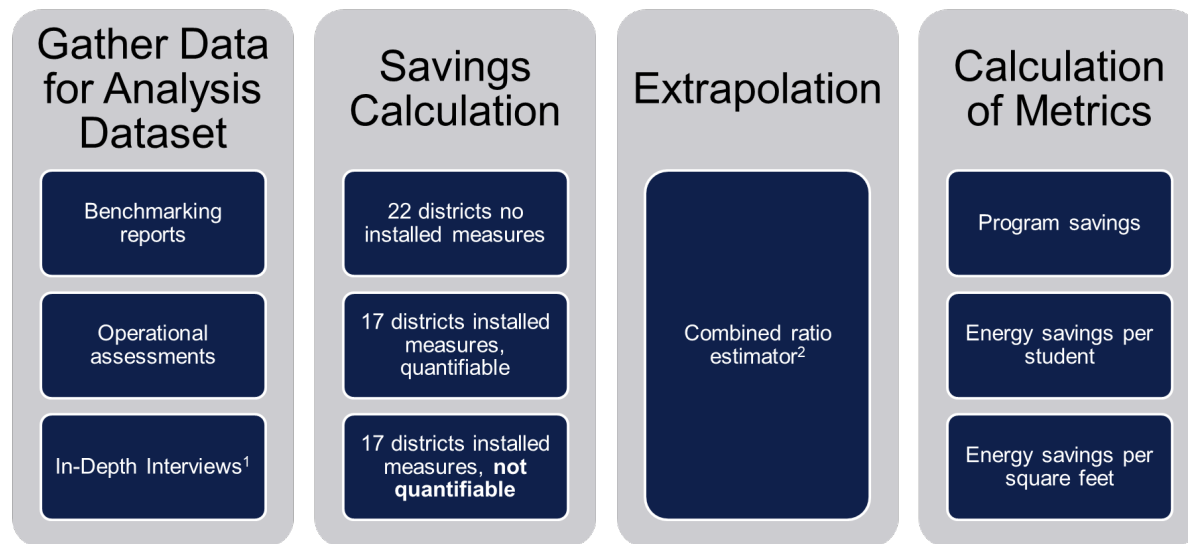 Gather Data
for Analysis
Dataset
Benchmarking
reports
Operational
assessments
In-Depth Interviews¹
Savings
Calculation
22 districts no
installed measures
17 districts installed
measures,
quantifiable
17 districts installed
measures, not
quantifiable
Extrapolation
Combined ratio
estimator²
Calculation
of Metrics
Program savings
Energy savings per
student
Energy savings per
square feet